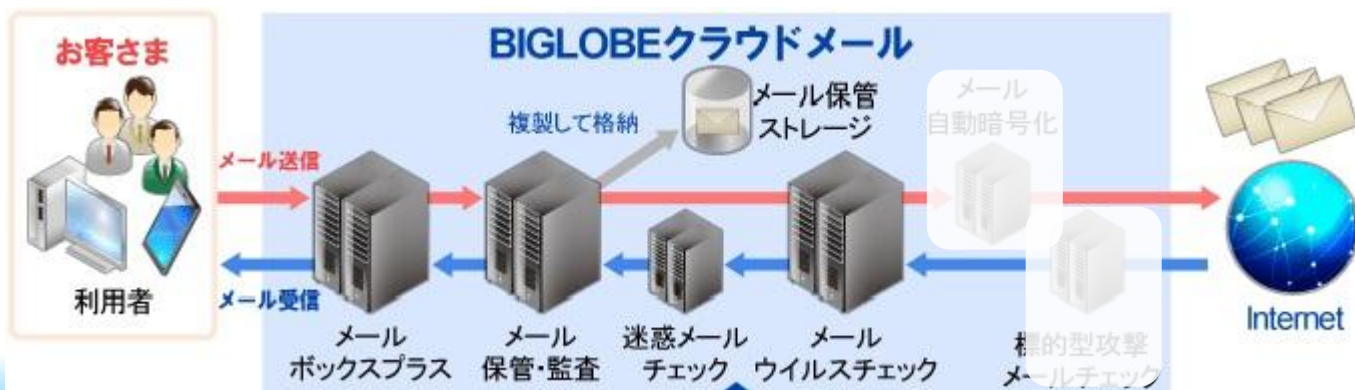 BIGLOBEクラウドメール
お客さま
メール保管
ストレージ
メール
自動暗号化
複製して格納
メール送信
メール受信
利用者
Internet
メール
ボックスプラス
メール
保管・監査
迷惑メール
チェック
メール
ウイルスチェック
標的型攻撃
メールチェック